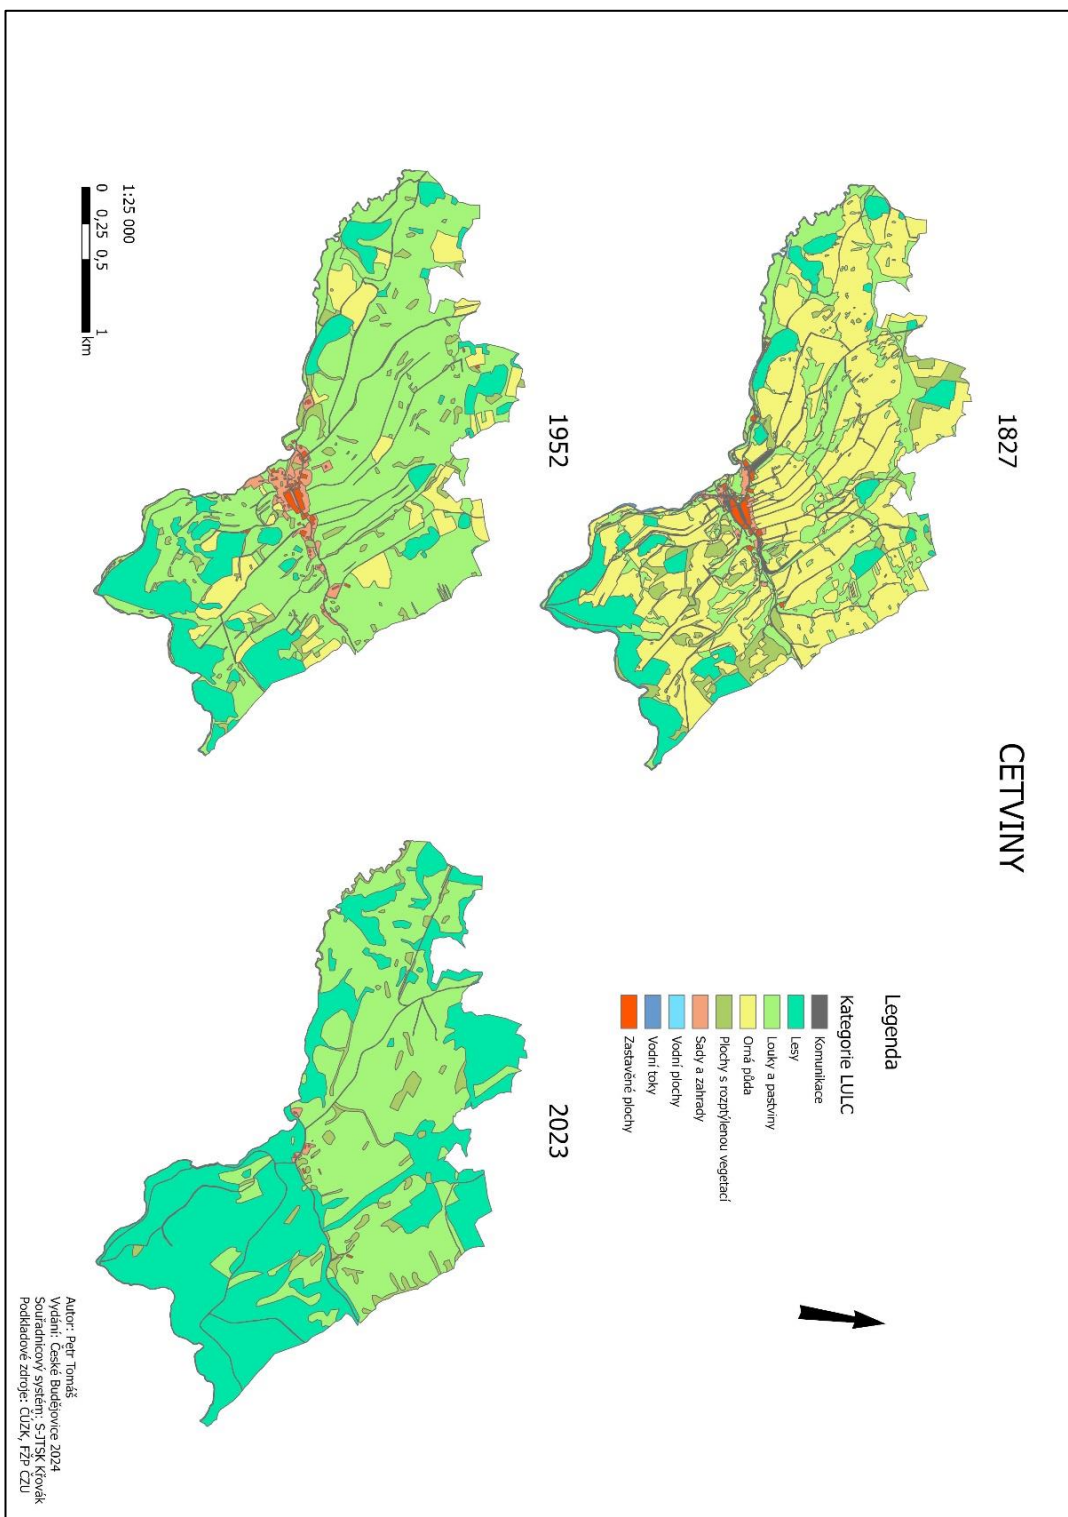 CETVINY
1827
1952
2023
Legenda
Kategorie LULC
Komunikace
Lesy
Louky a pastviny
Orná půda
Plochy s rozptýlenou vegetací
Sady a zahrady
Vodní plochy
Vodní toky
Zastavěné plochy
1:25 000
0 0,25 0,5 1
km
Autor: Petr Tomáš
Vydání: České Budějovice 2024
Souřadnicový systém: S-JTSK Křovák
Podkladové zdroje: ČÚZK, FŽP ČZU